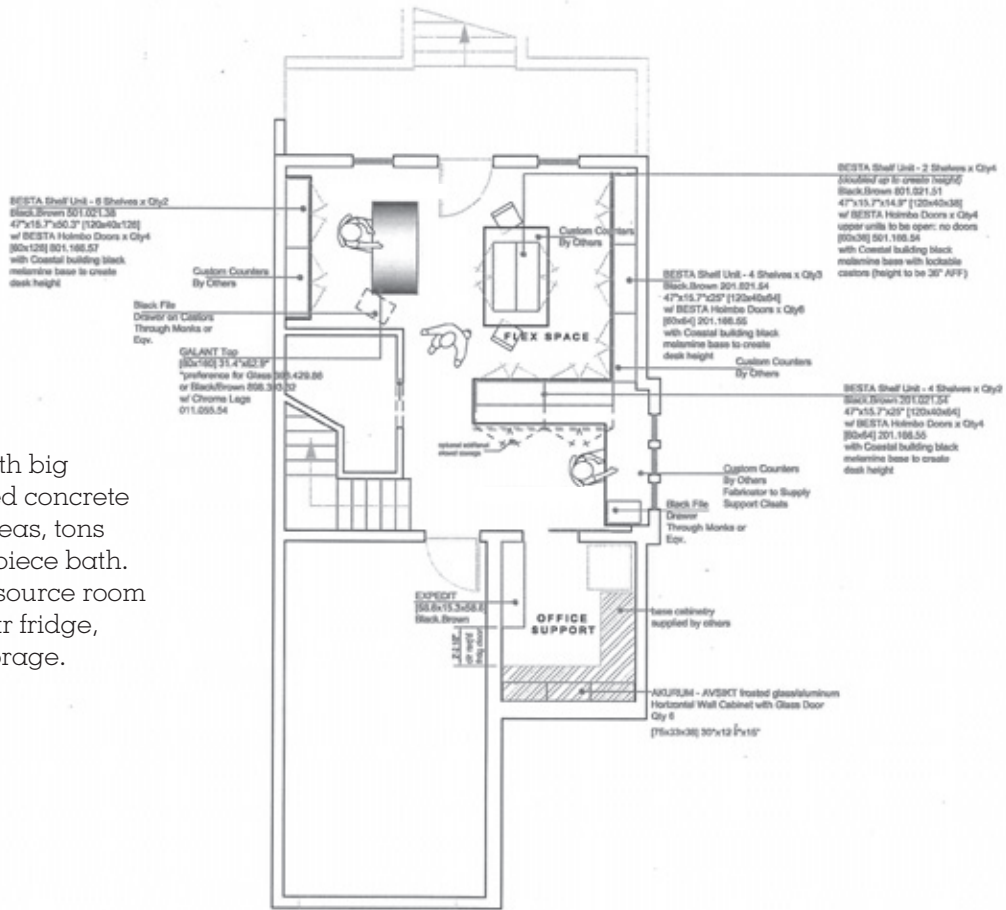 BESTA Shelf Unit - 6 Shelves x Qty2
Black.Brown 501.021.38
47"x15.7"x50.3" [120x40x128]
w/ BESTA Holmbo Doors x Qty4
[60x128] 801.168.57
with Coastal building black
melamine base to create
desk height
Custom Counters
By Others
Black File
Drawer on Castors
Through Monks or
Eqv.
GALANT Top
[80x160] 31.4"x62.9"
"preference for Glass
or Black/Brown
w/ Chrome Legs
011.055.54
th big
ed concrete
eas, tons
piece bath.
source room
r fridge,
orage.
Custom Counters
By Others
FLEX SPACE
BESTA Shelf Unit - 2 Shelves x Qty4
(doubled up to create height)
Black.Brown 801.021.51
47"x15.7"x14.9" [120x40x38]
w/ BESTA Holmbo Doors x Qty4
upper units to be open: no doors
[60x38] 501.168.54
with Coastal building black
melamine base with lockable
castors (height to be 36" AFF)
BESTA Shelf Unit - 4 Shelves x Qty3
Black.Brown 201.021.54
47"x15.7"x25" [120x40x64]
w/ BESTA Holmbo Doors x Qty6
[60x64] 201.168.55
with Coastal building black
melamine base to create
desk height
Custom Counters
By Others
BESTA Shelf Unit - 4 Shelves x Qty2
Black.Brown 201.021.54
47"x15.7"x25" [120x40x64]
w/ BESTA Holmbo Doors x Qty4
[60x64] 201.168.55
with Coastal building black
melamine base to create
desk height
optional additional
closed storage
Custom Counters
By Others
Fabricator to Supply
Support Cleats
Black File
Drawer
Through Monks or
Eqv.
EXPEDIT
Black.Brown
OFFICE
SUPPORT
base cabinetry
supplied by others
AKURUM - AVSIKT frosted glass/aluminum
Horizontal Wall Cabinet with Glass Door
Qty 6